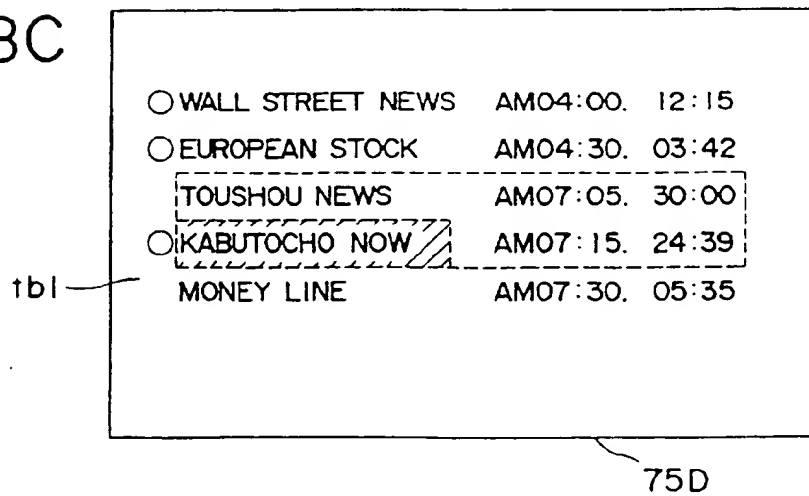 3C
○ WALL STREET NEWS AM04:00. 12:15
○ EUROPEAN STOCK AM04:30. 03:42
TOUSHOU NEWS AM07:05. 30:00
○ KABUTOCHO NOW AM07:15. 24:39
tbl
MONEY LINE AM07:30. 05:35
75D